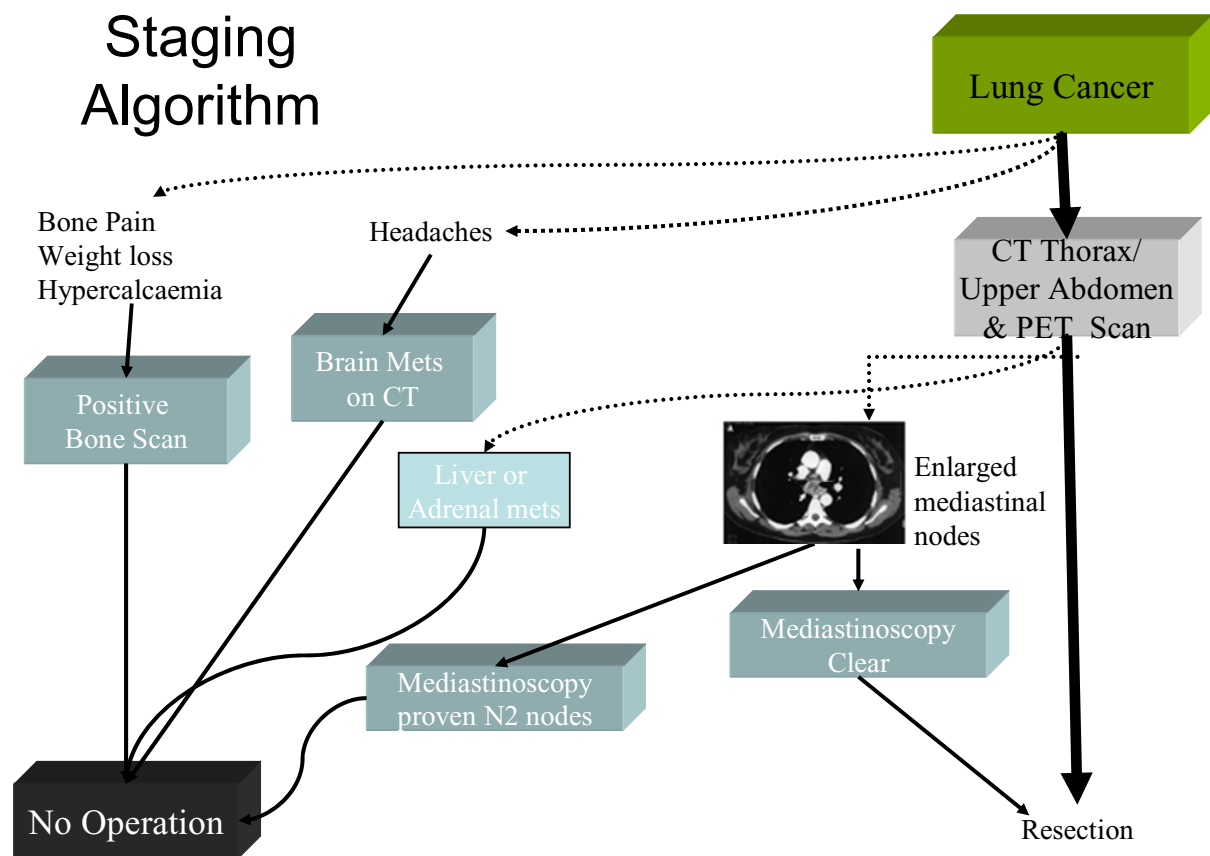 Staging
Algorithm
Lung Cancer
Bone Pain
Weight loss
Hypercalcaemia
Headaches
CT Thorax/
Upper Abdomen
& PET Scan
Positive
Bone Scan
Brain Mets
on CT
Liver or
Adrenal mets
Enlarged
mediastinal
nodes
Mediastinoscopy
Clear
Mediastinoscopy
proven N2 nodes
No Operation
Resection